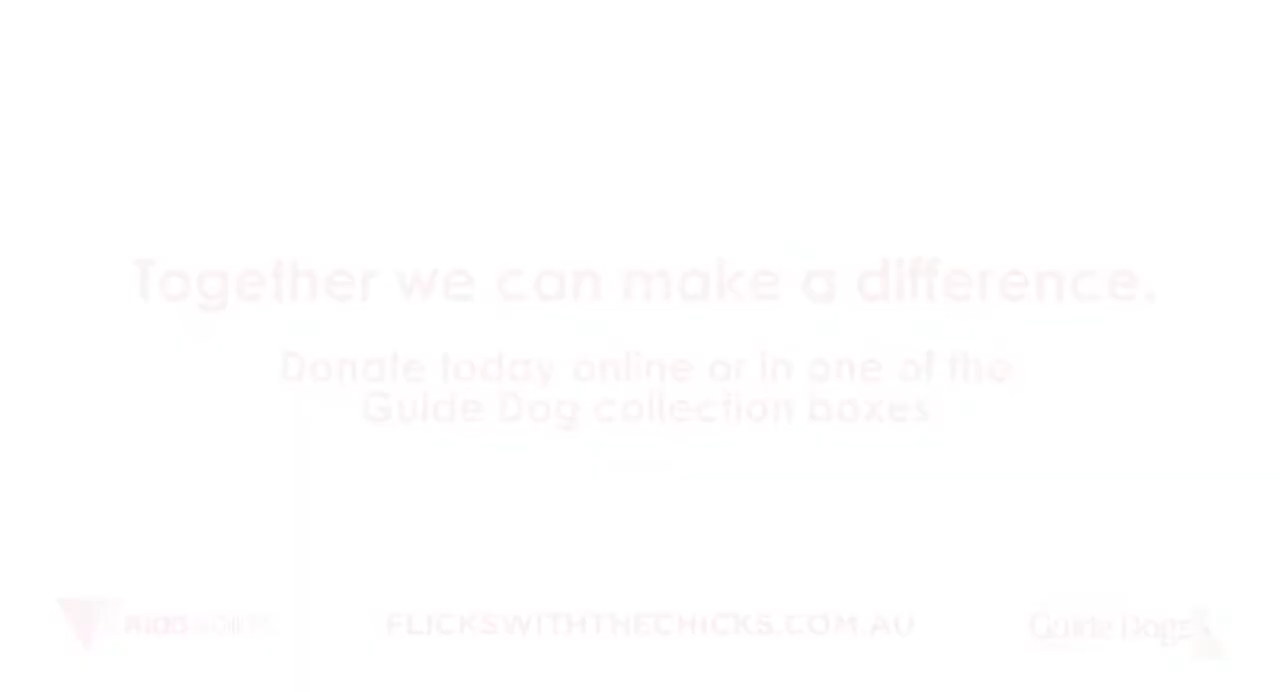 Together we can make a difference.
Donate today online or in one of the
Guide Dog collection boxes
FLICKSWITHTHECHICKS.COM.AU
Guide Dogs